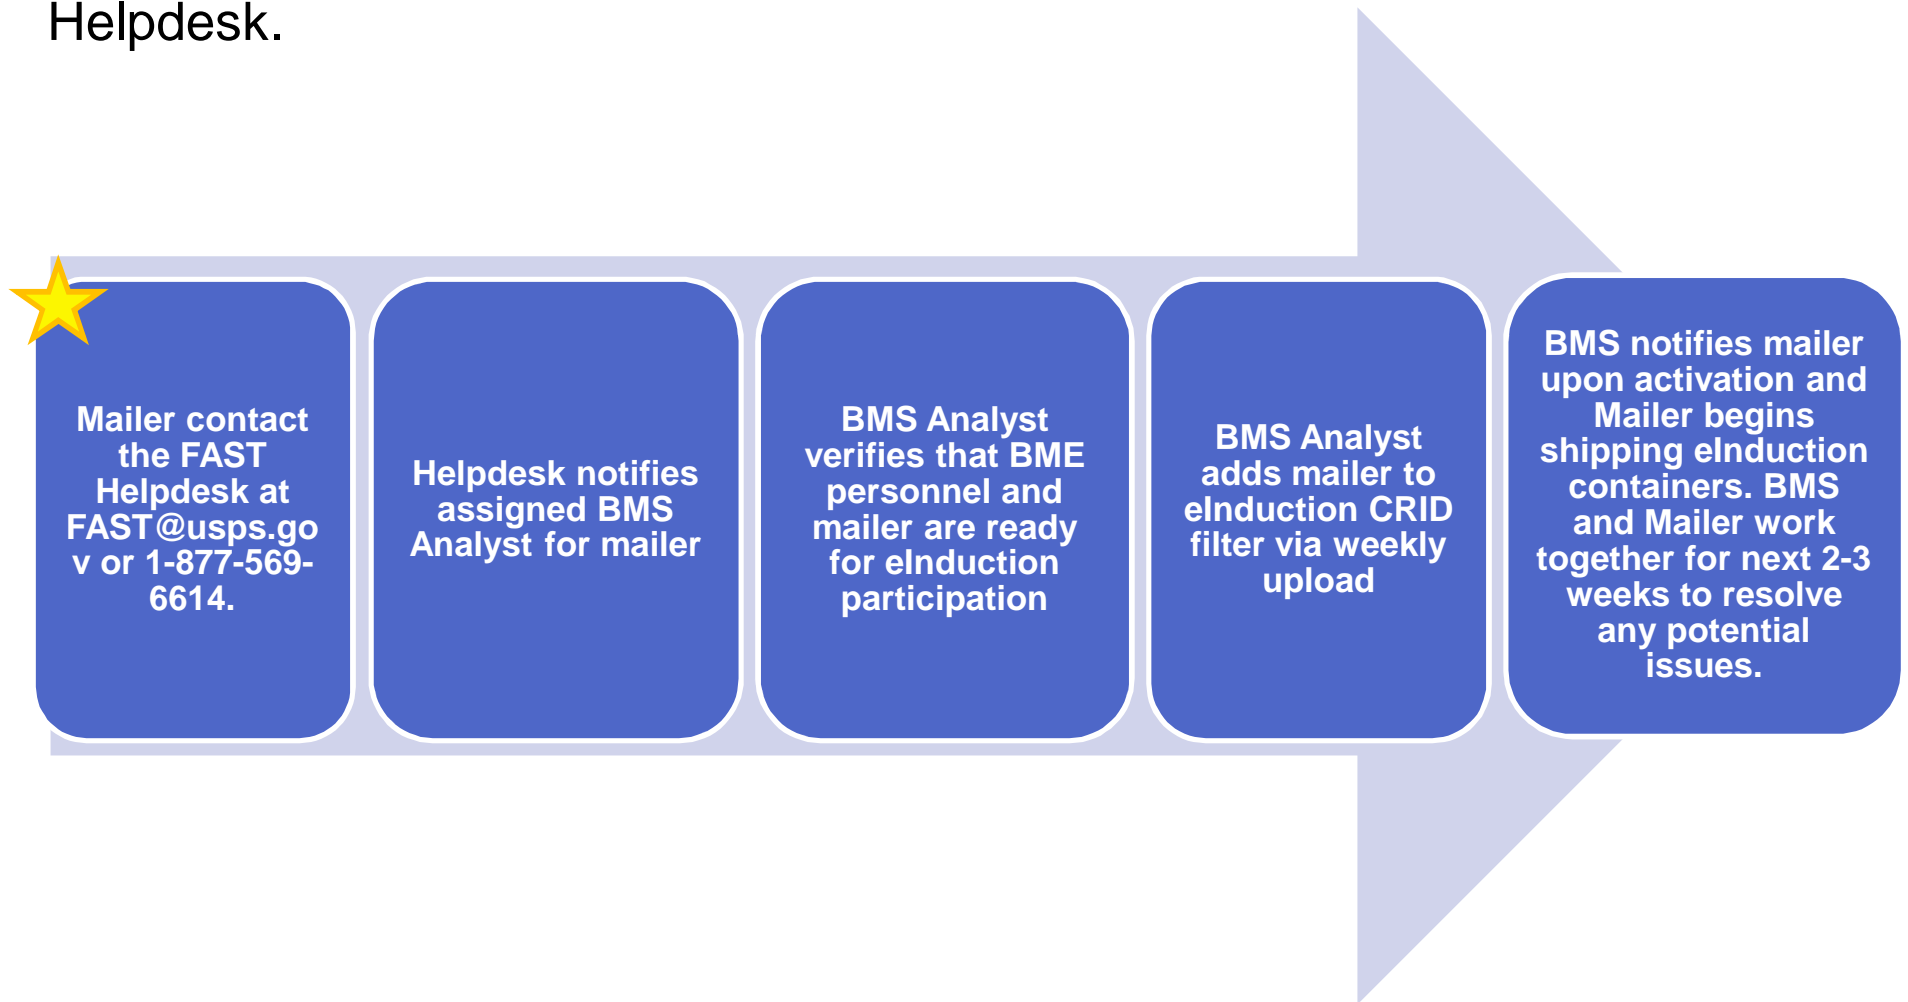 Helpdesk.
Mailer contact
the FAST
Helpdesk at
FAST@usps.go
v or 1-877-569-
6614.
Helpdesk notifies
assigned BMS
Analyst for mailer
BMS Analyst
verifies that BME
personnel and
mailer are ready
for eInduction
participation
BMS Analyst
adds mailer to
eInduction CRID
filter via weekly
upload
BMS notifies mailer
upon activation and
Mailer begins
shipping eInduction
containers. BMS
and Mailer work
together for next 2-3
weeks to resolve
any potential
issues.